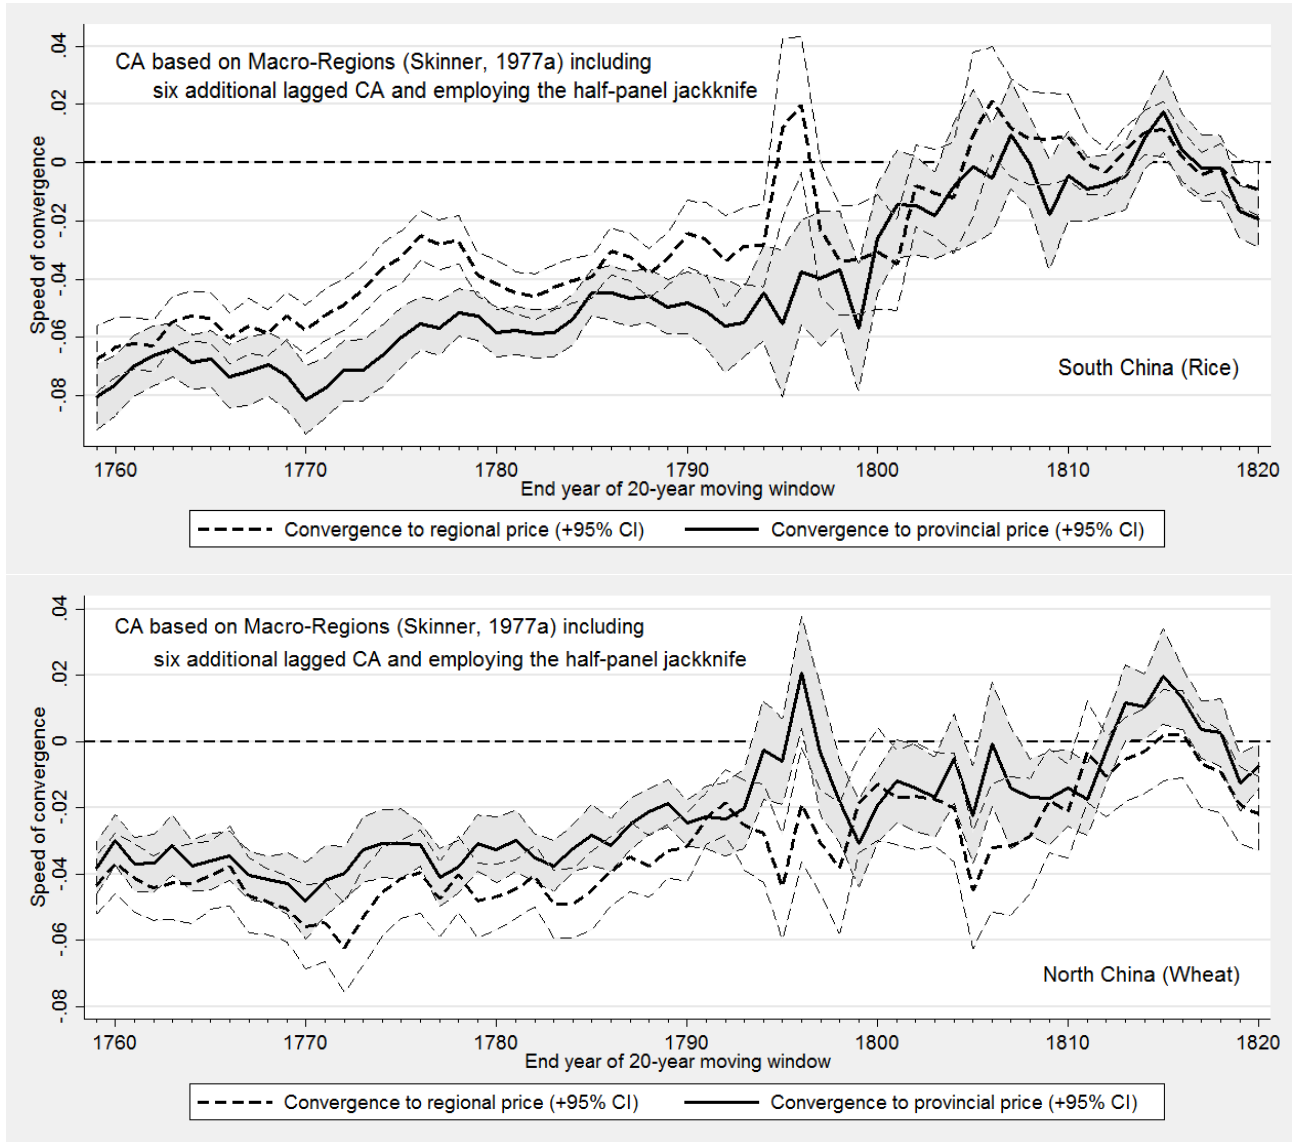 CA based on Macro-Regions (Skinner, 1977a) including
six additional lagged CA and employing the half-panel jackknife
Speed of convergence
.04
.02
0
-.02
-.04
-.06
-.08
South China (Rice)
1760 1770 1780 1790 1800 1810 1820
End year of 20-year moving window
Convergence to regional price (+95% CI) Convergence to provincial price (+95% CI)
CA based on Macro-Regions (Skinner, 1977a) including
six additional lagged CA and employing the half-panel jackknife
Speed of convergence
.04
.02
0
-.02
-.04
-.06
-.08
North China (Wheat)
1760 1770 1780 1790 1800 1810 1820
End year of 20-year moving window
Convergence to regional price (+95% CI) Convergence to provincial price (+95% CI)